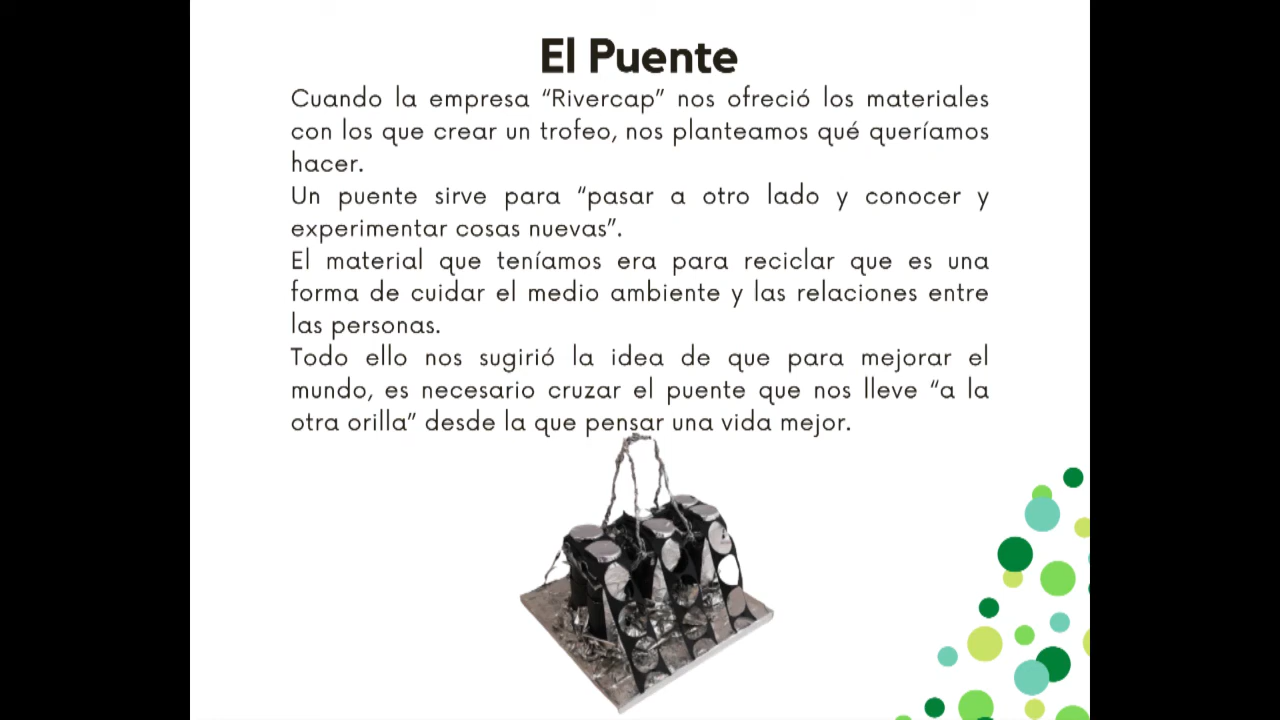 El Puente
Cuando la empresa “Rivercap” nos ofreció los materiales
con los que crear un trofeo, nos planteamos qué queríamos
hacer.
Un puente sirve para “pasar a otro lado y conocer y
experimentar cosas nuevas”.
El material que teníamos era para reciclar que es una
forma de cuidar el medio ambiente y las relaciones entre
las personas.
Todo ello nos sugirió la idea de que para mejorar el
mundo, es necesario cruzar el puente que nos lleve “a la
otra orilla” desde la que pensar una vida mejor.